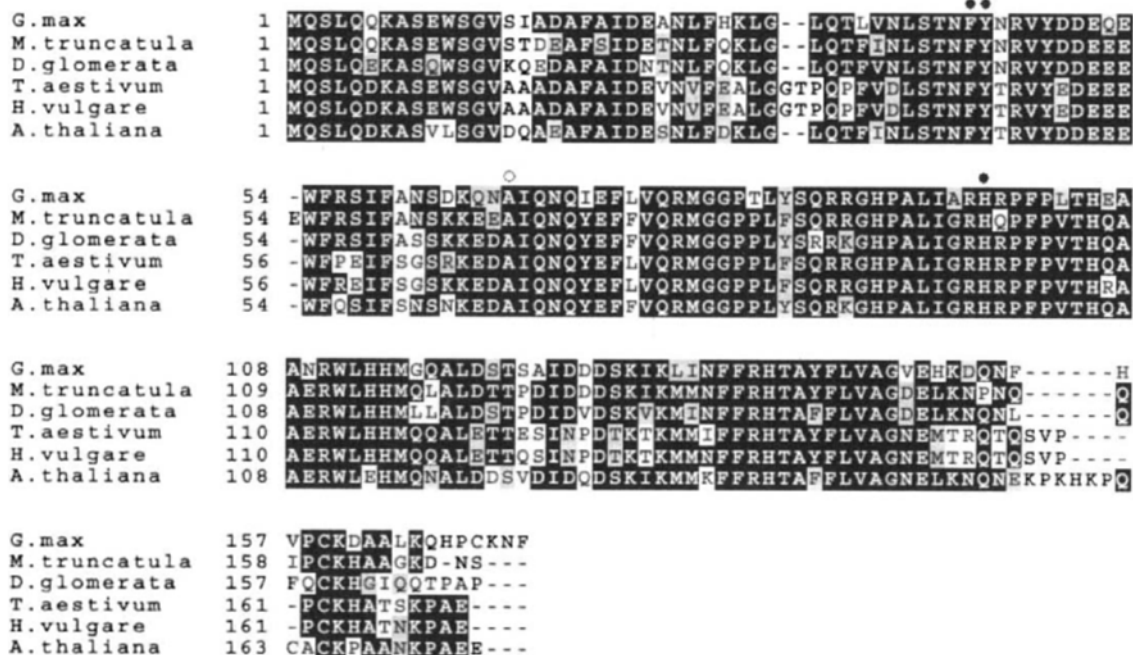 G.max 1 MQSLQQKASEWSGVSIADAFAIDEANLFHKLG--LQTLVNLSTNFYNRVYDDEQE
M.truncatula 1 MQSLQQKASEWSGVSTDEAFSIDETNLFQKLG--LQTFINLSTNFYNRVYDDEEE
D.glomerata 1 MQSLQEKASQWSGVKQEDAFAIDNTNLFQKLG--LQTFVNLSTNFYNRVYDDEEE
T.aestivum 1 MQSLQDKASEWSGVAAADAFAIDEVNVFEALGGTPQPFVDLSTNFYTRVYEDEEE
H.vulgare 1 MQSLQDKASEWSGVAAADAFAIDEVNVFEALGGTPQPFVDLSTNFYTRVYDDEEE
A.thaliana 1 MQSLQDKASVLSGVDQAEAFAIDESNLFDKLG--LQTFINLSTNFYTRVYDDEEE
G.max 54 -WFRSIFANSDKQNAIQNQIEFLVQRMGGPTLYSQRRGHPALIARHRPFPLTHEA
M.truncatula 54 EWFRSIFANSKKEEAIQNQYEFFVQRMGGPPLFSQRRGHPALIGRHQPFPVTHQA
D.glomerata 54 -WFRSIFASSKKEDAIQNQYEFFVQRMGGPPLYSRRKGHPALIGRHRPFPVTHQA
T.aestivum 56 -WFPEIFSGSRKEDAIQNQYEFLVQRMGGPPLFSQRRGHPALIGRHRPFPVTHQA
H.vulgare 56 -WFREIFSGSKKEDAIQNQYEFLVQRMGGPPLFSQRRGHPALIGRHRPFPVTHRA
A.thaliana 54 -WFQSIFSNSNKEDAIQNQYEFFVQRMGGPPLYSQRKGHPALIGRHRPFPVTHQA
G.max 108 ANRWLHHMGQALDSTSAIDDDSKIKLINFFRHTAYFLVAGVEHKDQNF------H
M.truncatula 109 AERWLHHMQLALDTTPDIDDDSKIKMMNFFRHTAYFLVAGDELKNPNQ------Q
D.glomerata 108 AERWLHHMLLALDSTPDIDVDSKVKMINFFRHTAFFLVAGDELKNQNL------Q
T.aestivum 110 AERWLHHMQQALETTESINPDTKTKMMIFFRHTAYFLVAGNEMTRQTQSVP----
H.vulgare 110 AERWLHHMQQALETTQSINPDTKTKMMNFFRHTAYFLVAGNEMTRQTQSVP----
A.thaliana 108 AERWLEHMQNALDDSVDIDQDSKIKMMKFFRHTAFFLVAGNELKNQNEKPKHKPQ
G.max 157 VPCKDAALKQHPCKNF
M.truncatula 158 IPCKHAAGKD-NS---
D.glomerata 157 FQCKHGIQQTPAP---
T.aestivum 161 -PCKHATSKPAE----
H.vulgare 161 -PCKHATNKPAE----
A.thaliana 163 CACKPAANKPAEE---